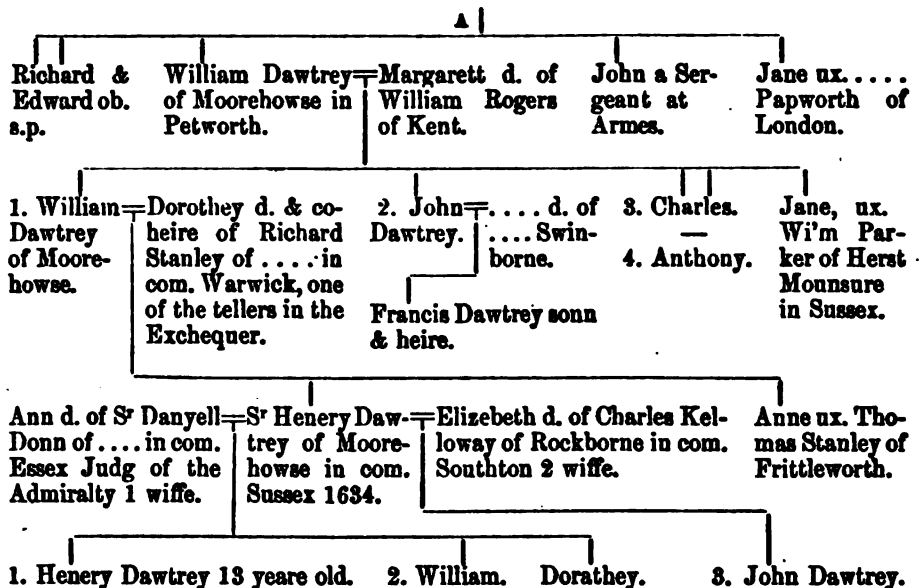 A
Richard &
Edward ob.
s.p.
William Dawtrey
of Moorehowse in
Petworth.
Margarett d. of
William Rogers
of Kent.
John a Ser-
geant at
Armes.
Jane ux.....
Papworth of
London.
1. William
Dawtrey
of Moore-
howse.
Dorothey d. & co-
heire of Richard
Stanley of .... in
com. Warwick, one
of the tellers in the
Exchequer.
2. John
Dawtrey.
.... d. of
.... Swin-
borne.
Francis Dawtrey sonn
& heire.
3. Charles.
—
4. Anthony.
Jane, ux.
Wi'm Par-
ker of Herst
Mounsure
in Sussex.
Ann d. of Sr Danyell
Donn of .... in com.
Essex Judg of the
Admiralty 1 wiffe.
Sr Henery Daw-
trey of Moore-
howse in com.
Sussex 1634.
Elizebeth d. of Charles Kel-
loway of Rockborne in com.
Southton 2 wiffe.
Anne ux. Tho-
mas Stanley of
Frittleworth.
1. Henery Dawtrey 13 yeare old.
2. William.
Dorathey.
3. John Dawtrey.